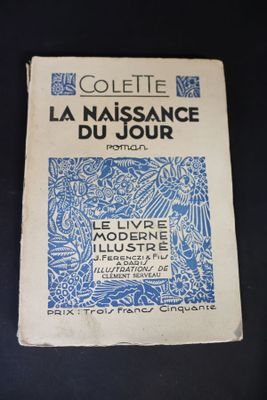 COLETTE
LA NAISSANCE
DU JOUR
roman
LE LIVRE
MODERNE
ILLUSTRÉ
J. FERENCZI & FILS
A PARIS
ILLUSTRATIONS DE
CLÉMENT SERVEAU
PRIX : Trois Francs Cinquante